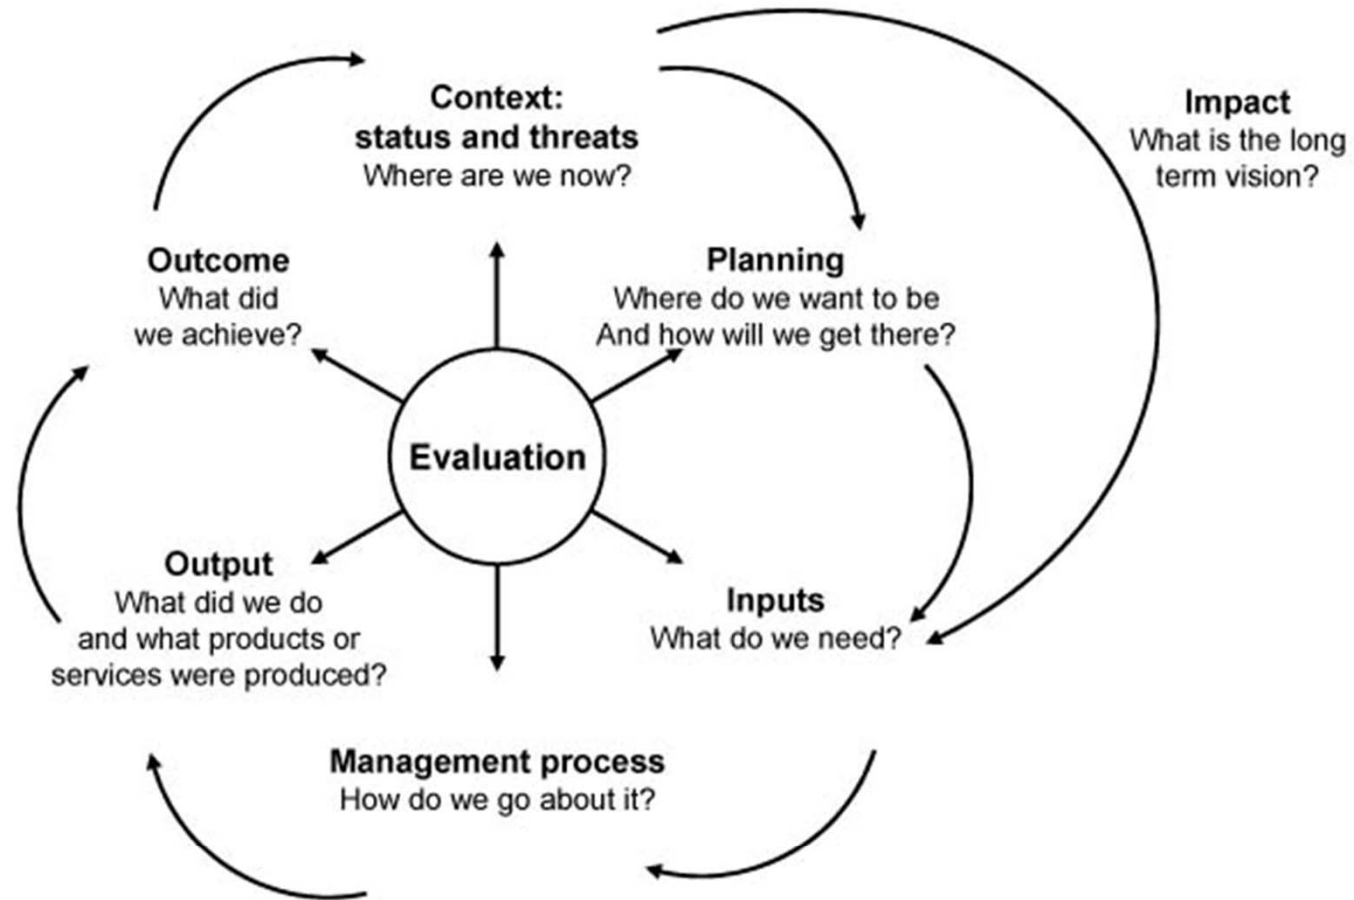 Context:
status and threats
Where are we now?
Impact
What is the long
term vision?
Outcome
What did
we achieve?
Planning
Where do we want to be
And how will we get there?
Evaluation
Output
What did we do
and what products or
services were produced?
Inputs
What do we need?
Management process
How do we go about it?